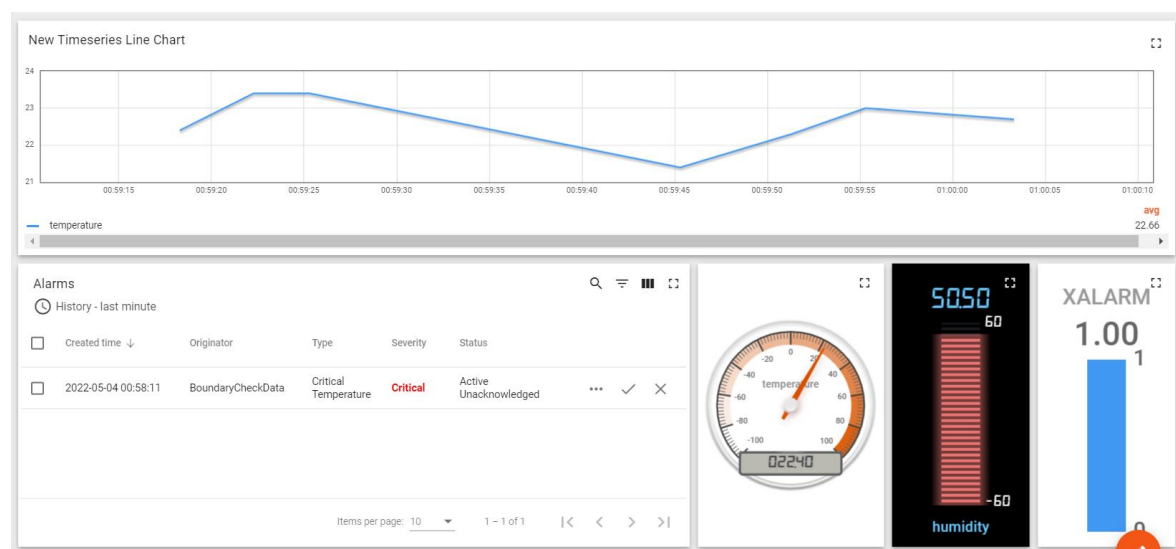 New Timeseries Line Chart
24
23
22
21
00:59:15 00:59:20 00:59:25 00:59:30 00:59:35 00:59:40 00:59:45 00:59:50 00:59:55 01:00:00 01:00:05 01:00:10
avg
temperature 22.66
Alarms
History - last minute
Created time Originator Type Severity Status
2022-05-04 00:58:11 BoundaryCheckData Critical Temperature Critical Active Unacknowledged
Items per page: 10 1 – 1 of 1
-20 0 20
-40 40
temperature
-60 60
-80 80
-100 100
022.40
50.50
60
-60
humidity
XALARM
1.00
1
0